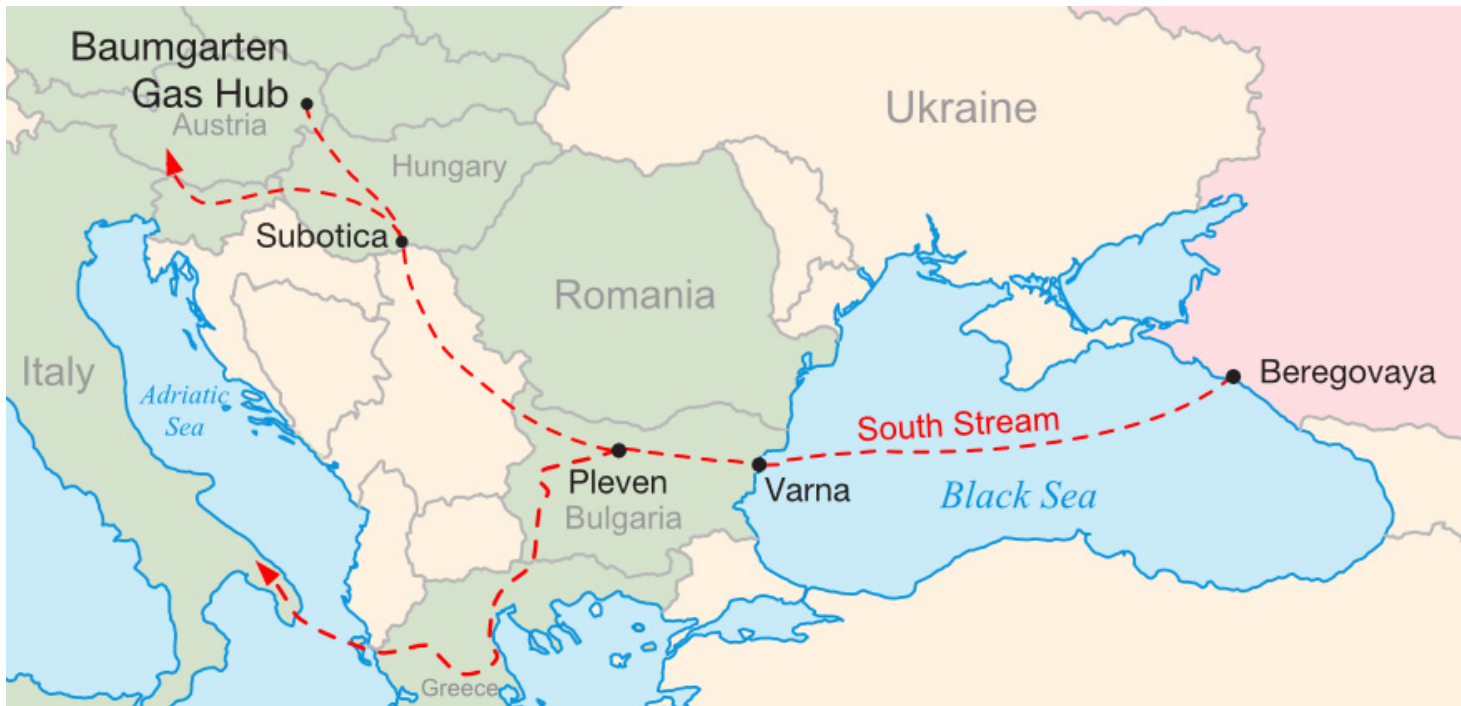 Baumgarten
Gas Hub
Austria
Ukraine
Hungary
Subotica
Romania
Italy
Adriatic
Sea
Beregovaya
South Stream
Pleven
Varna
Bulgaria
Black Sea
Greece